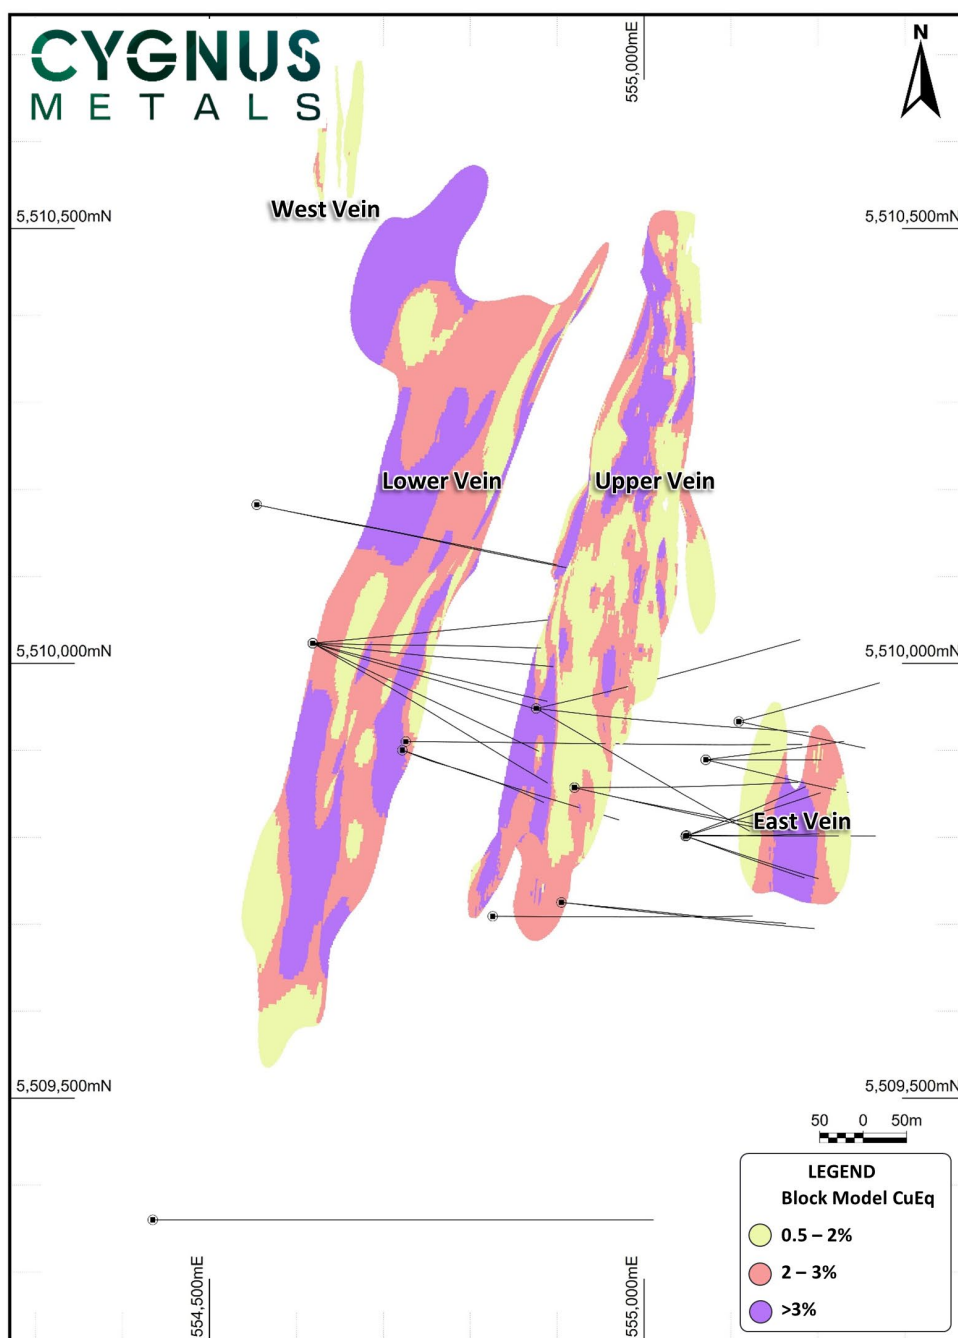 CYGNUS
METALS
555,000mE
N
West Vein
5,510,500mN
5,510,500mN
Lower Vein
Upper Vein
5,510,000mN
5,510,000mN
East Vein
5,509,500mN
5,509,500mN
50 0 50m
LEGEND
Block Model CuEq
0.5 – 2%
2 – 3%
>3%
554,500mE
555,000mE